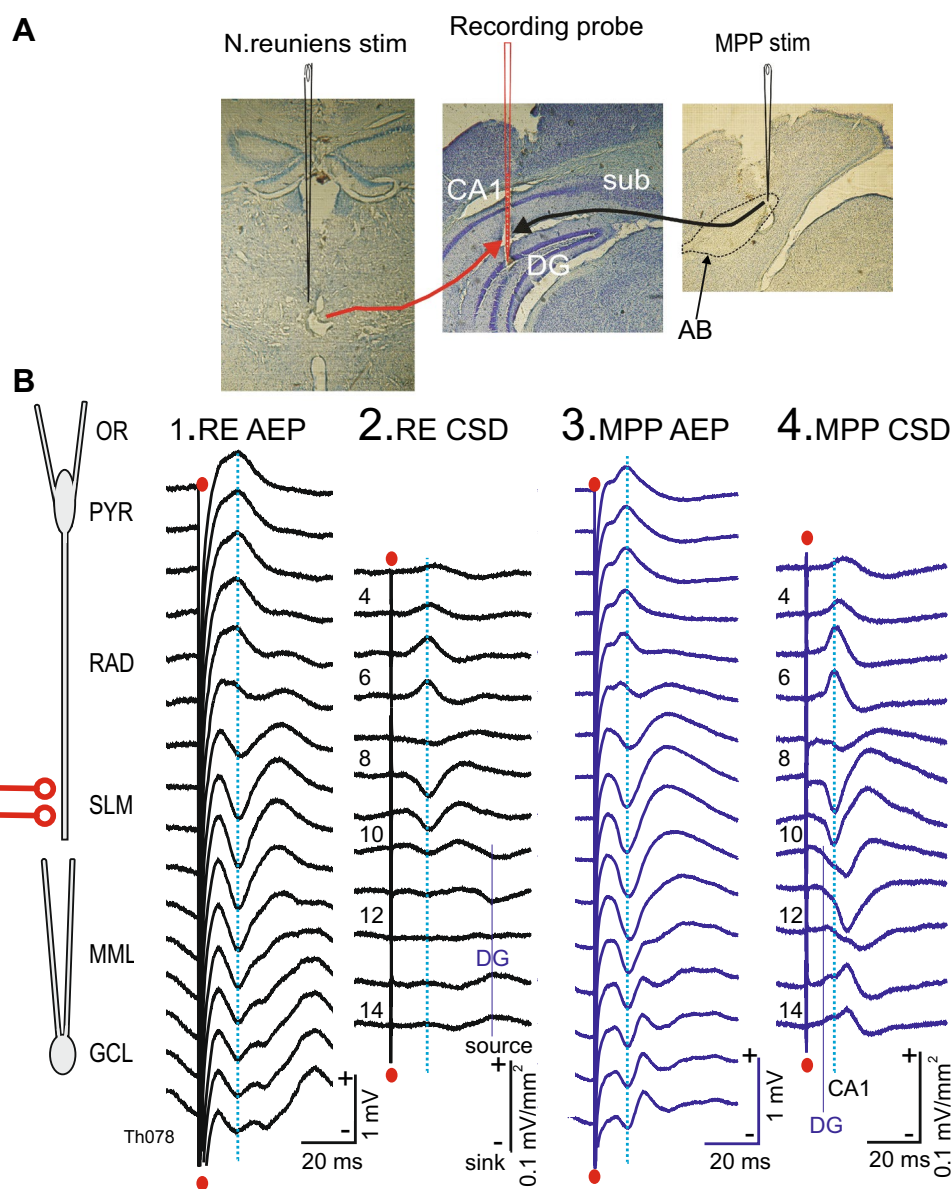 A
N.reuniens stim
Recording probe
MPP stim
CA1
sub
DG
AB
B
OR
PYR
RAD
SLM
MML
GCL
1.RE AEP
2.RE CSD
3.MPP AEP
4.MPP CSD
4
6
8
10
12
14
DG
source
+
-
sink
0.1 mV/mm²
20 ms
Th078
+
-
1 mV
20 ms
+
-
1 mV
20 ms
4
6
8
10
12
14
CA1
DG
+
-
0.1 mV/mm²
20 ms